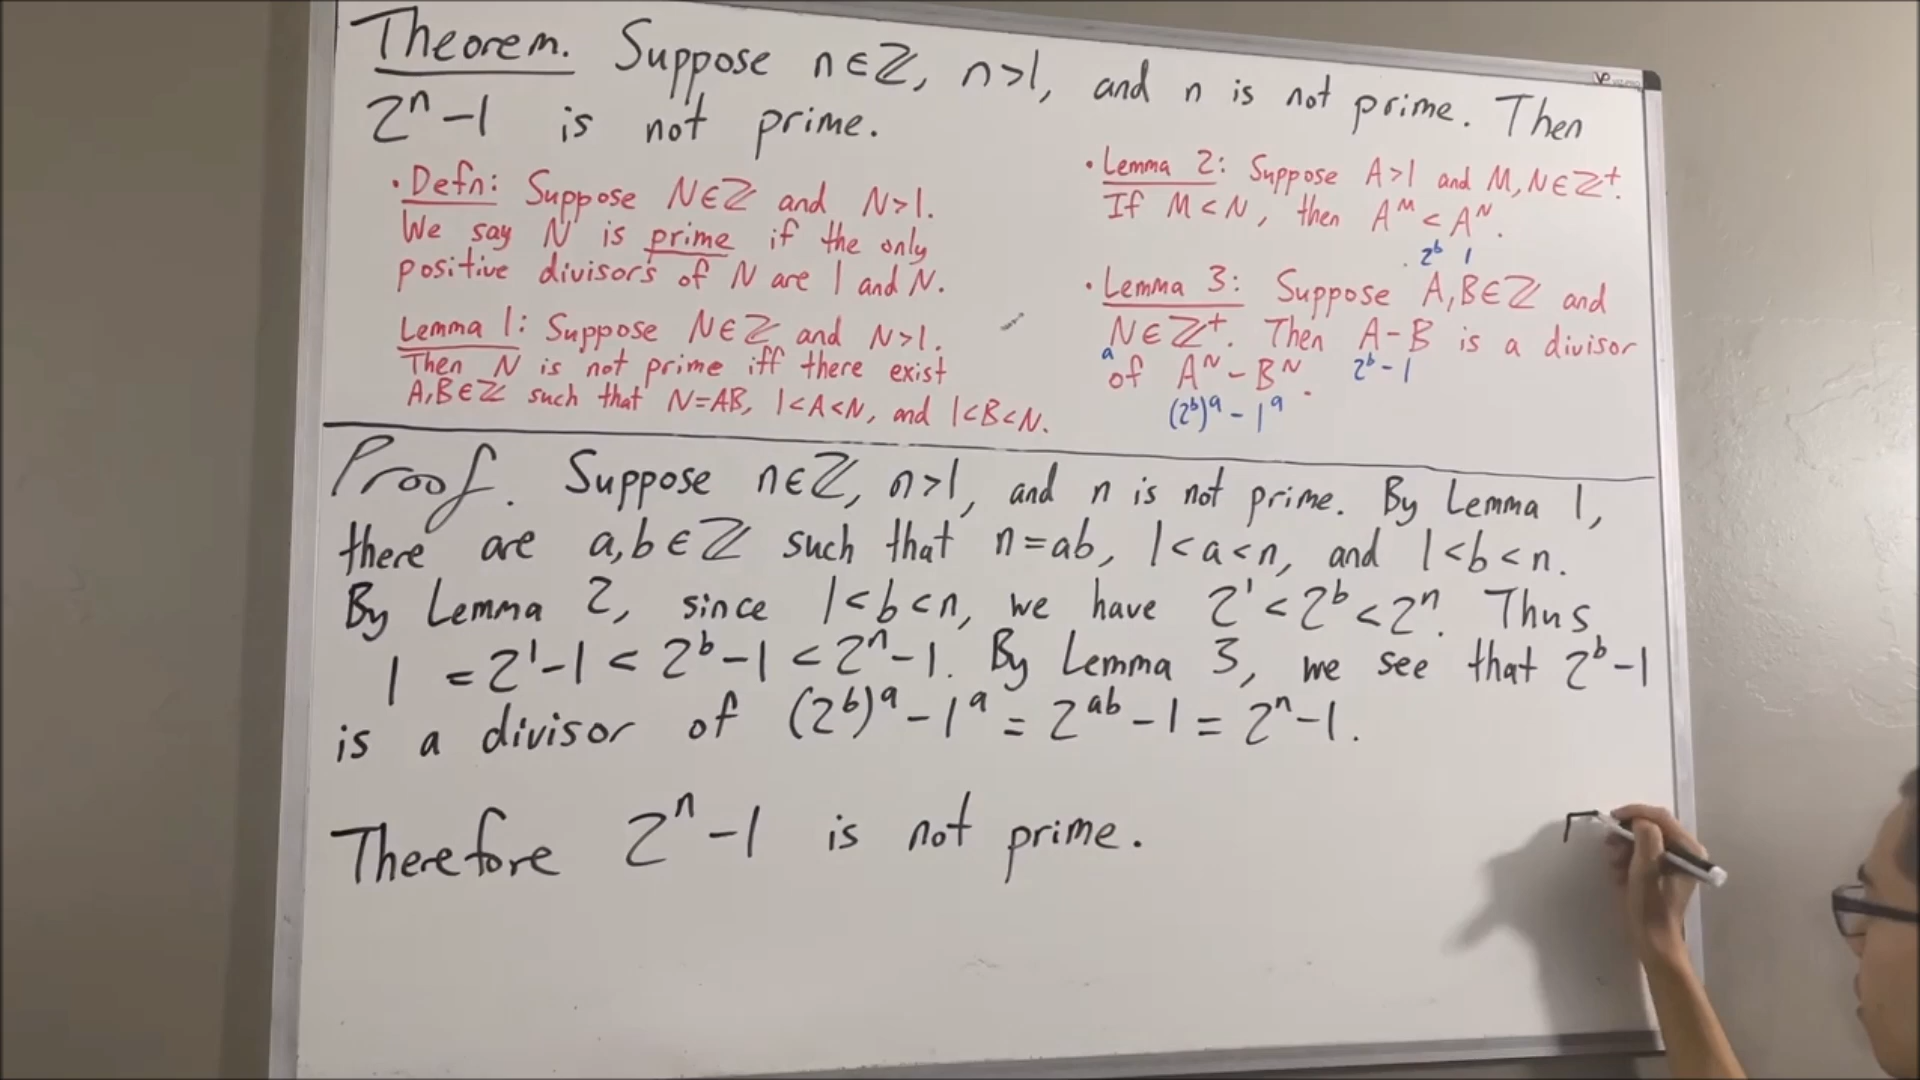 Theorem. Suppose n∈ℤ, n>1, and n is not prime. Then
2ⁿ-1 is not prime.
• Defn: Suppose N∈ℤ and N>1.
We say N is prime if the only
positive divisors of N are 1 and N.
Lemma 1: Suppose N∈ℤ and N>1.
Then N is not prime iff there exist
A,B∈ℤ such that N=AB, 1<A<N, and 1<B<N.
• Lemma 2: Suppose A>1 and M,N∈ℤ⁺.
If M<N, then Aᴹ<Aᴺ.
2ᵇ 1
• Lemma 3: Suppose A,B∈ℤ and
N∈ℤ⁺. Then A-B is a divisor
a 2ᵇ-1
of Aᴺ-Bᴺ.
(2ᵇ)ᵃ-1ᵃ
Proof. Suppose n∈ℤ, n>1, and n is not prime. By Lemma 1,
there are a,b∈ℤ such that n=ab, 1<a<n, and 1<b<n.
By Lemma 2, since 1<b<n, we have 2¹<2ᵇ<2ⁿ. Thus
1 =2¹-1<2ᵇ-1<2ⁿ-1. By Lemma 3, we see that 2ᵇ-1
is a divisor of (2ᵇ)ᵃ-1ᵃ=2ᵃᵇ-1=2ⁿ-1.
Therefore 2ⁿ-1 is not prime.